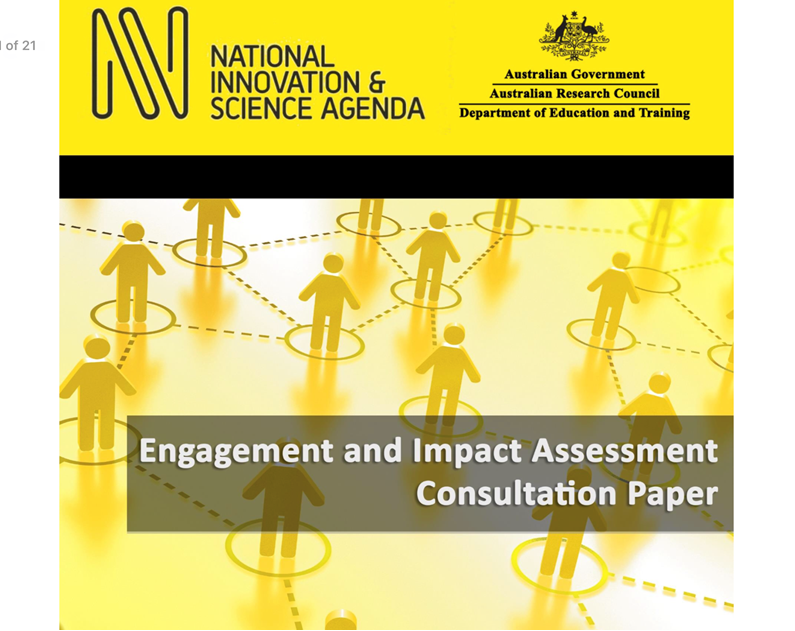 of 21
NATIONAL
INNOVATION &
SCIENCE AGENDA
Australian Government
Australian Research Council
Department of Education and Training
Engagement and Impact Assessment
Consultation Paper